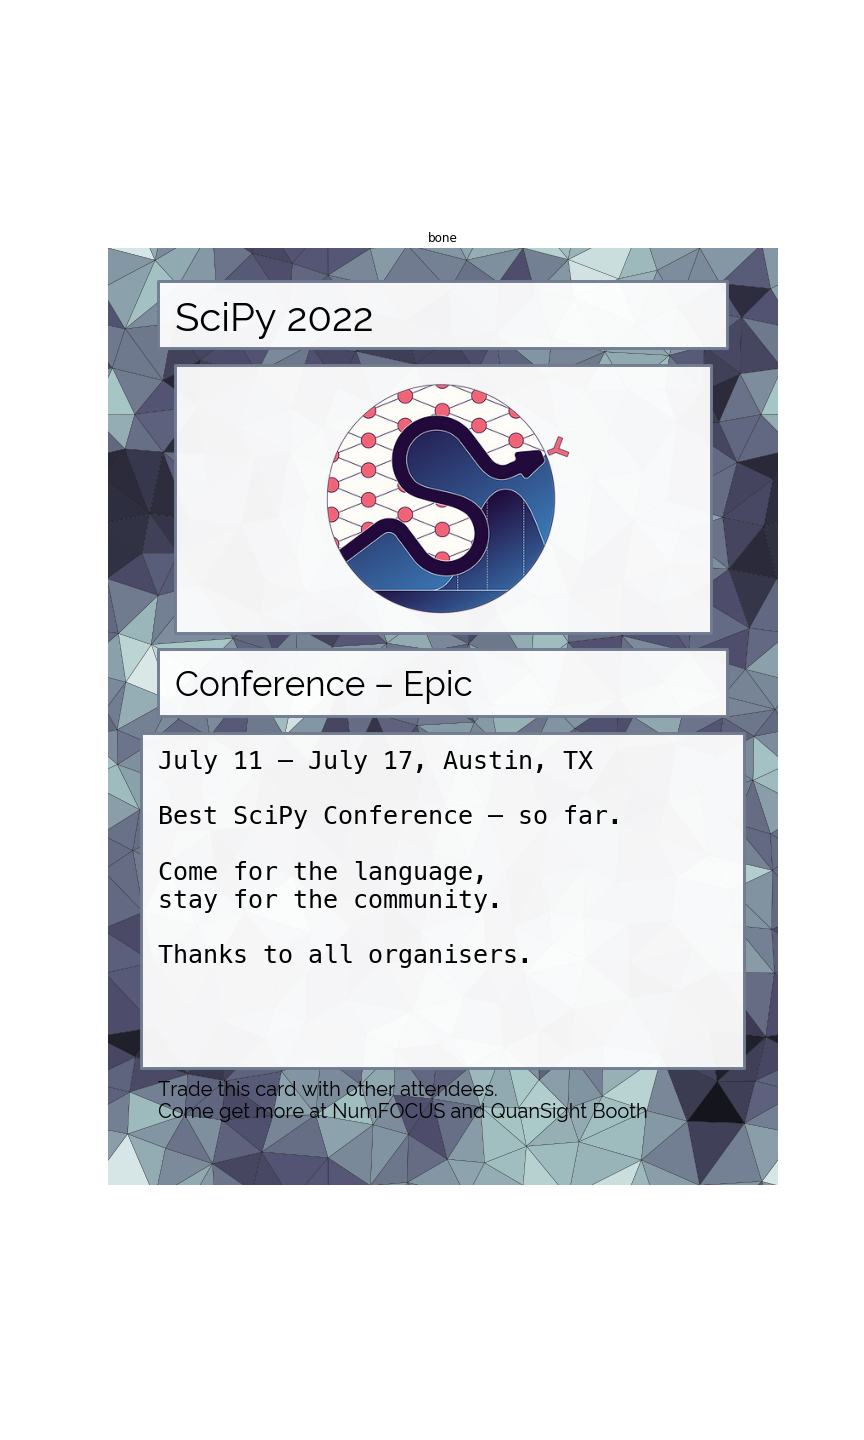 bone
SciPy 2022
Conference – Epic
July 11 – July 17, Austin, TX
Best SciPy Conference – so far.
Come for the language,
stay for the community.
Thanks to all organisers.
Trade this card with other attendees.
Come get more at NumFOCUS and QuanSight Booth